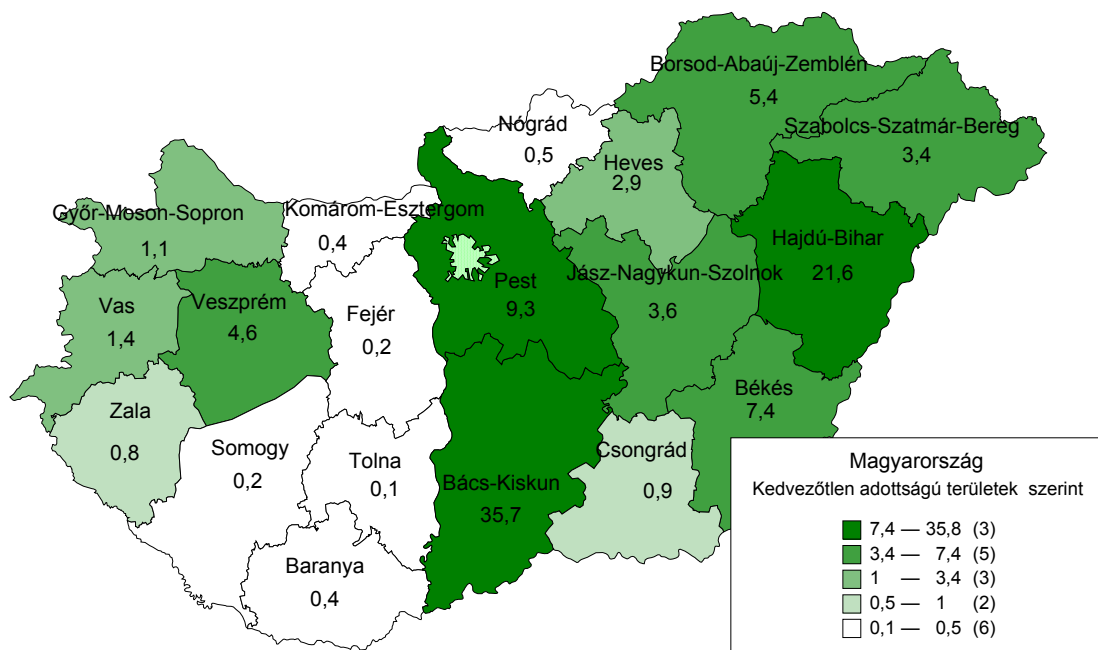 Borsod-Abaúj-Zemblén
5,4
Nógrád
0,5
Szabolcs-Szatmár-Bereg
3,4
Heves
2,9
Győr-Moson-Sopron
1,1
Komárom-Esztergom
0,4
Hajdú-Bihar
21,6
Pest
9,3
Jász-Nagykun-Szolnok
3,6
Vas
1,4
Veszprém
4,6
Fejér
0,2
Békés
7,4
Zala
0,8
Somogy
0,2
Tolna
0,1
Bács-Kiskun
35,7
Csongrád
0,9
Baranya
0,4
Magyarország
Kedvezőtlen adottságú területek szerint
7,4 — 35,8 (3)
3,4 — 7,4 (5)
1 — 3,4 (3)
0,5 — 1 (2)
0,1 — 0,5 (6)